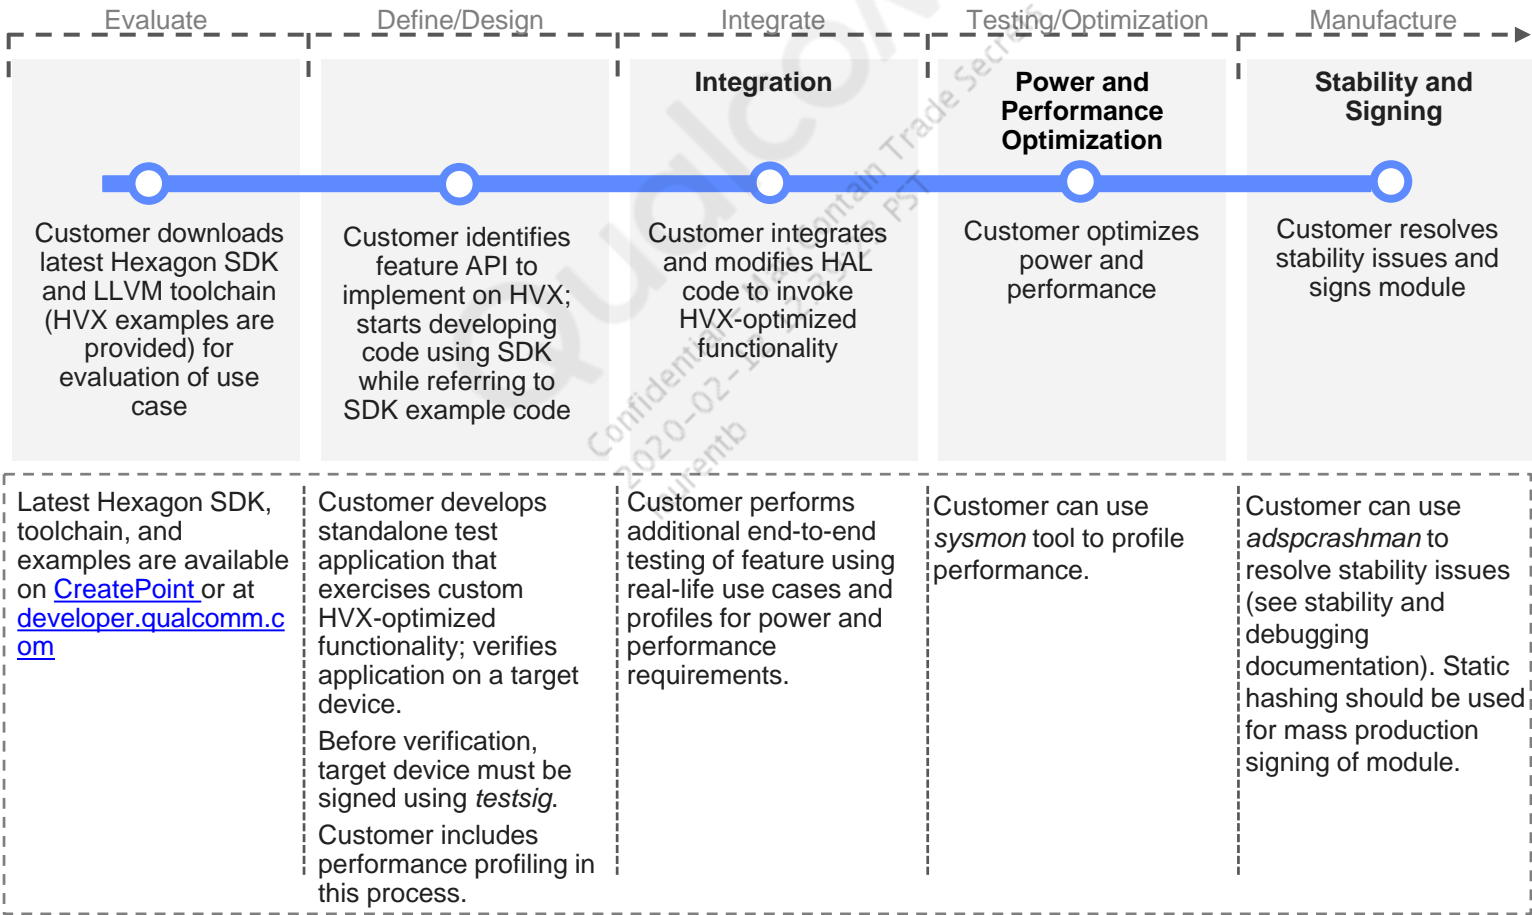 Evaluate
Define/Design
Integrate
Testing/Optimization
Manufacture
Integration
Power and
Performance
Optimization
Stability and
Signing
Customer downloads
latest Hexagon SDK
and LLVM toolchain
(HVX examples are
provided) for
evaluation of use
case
Customer identifies
feature API to
implement on HVX;
starts developing
code using SDK
while referring to
SDK example code
Customer integrates
and modifies HAL
code to invoke
HVX-optimized
functionality
Customer optimizes
power and
performance
Customer resolves
stability issues and
signs module
Latest Hexagon SDK,
toolchain, and
examples are available
on CreatePoint or at
developer.qualcomm.c
om
Customer develops
standalone test
application that
exercises custom
HVX-optimized
functionality; verifies
application on a target
device.
Before verification,
target device must be
signed using testsig.
Customer includes
performance profiling in
this process.
Customer performs
additional end-to-end
testing of feature using
real-life use cases and
profiles for power and
performance
requirements.
Customer can use
sysmon tool to profile
performance.
Customer can use
adspcrashman to
resolve stability issues
(see stability and
debugging
documentation). Static
hashing should be used
for mass production
signing of module.
Confidential - May Contain Trade Secrets